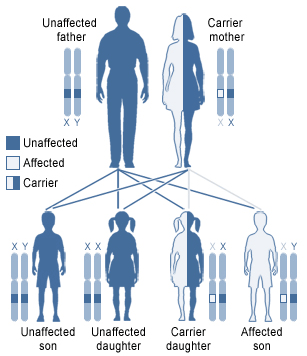 Unaffected
father
Carrier
mother
X Y
X X
Unaffected
Affected
Carrier
X Y
X X
X X
X Y
Unaffected
son
Unaffected
daughter
Carrier
daughter
Affected
son